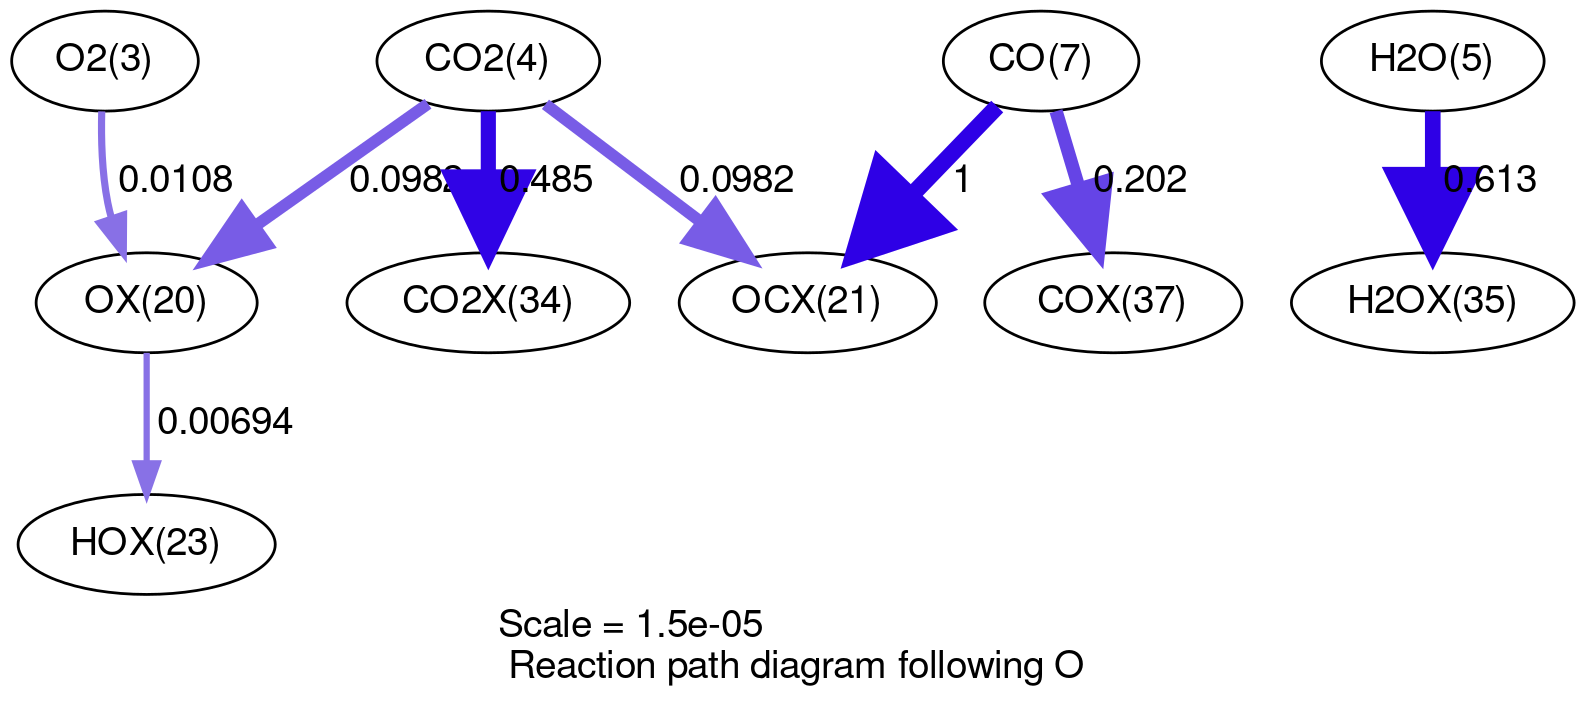 O2(3) CO2(4) CO(7) H2O(5)
0.0108 0.0982 0.485 0.0982 1 0.202 0.613
OX(20) CO2X(34) OCX(21) COX(37) H2OX(35)
0.00694
HOX(23)
Scale = 1.5e-05
Reaction path diagram following O